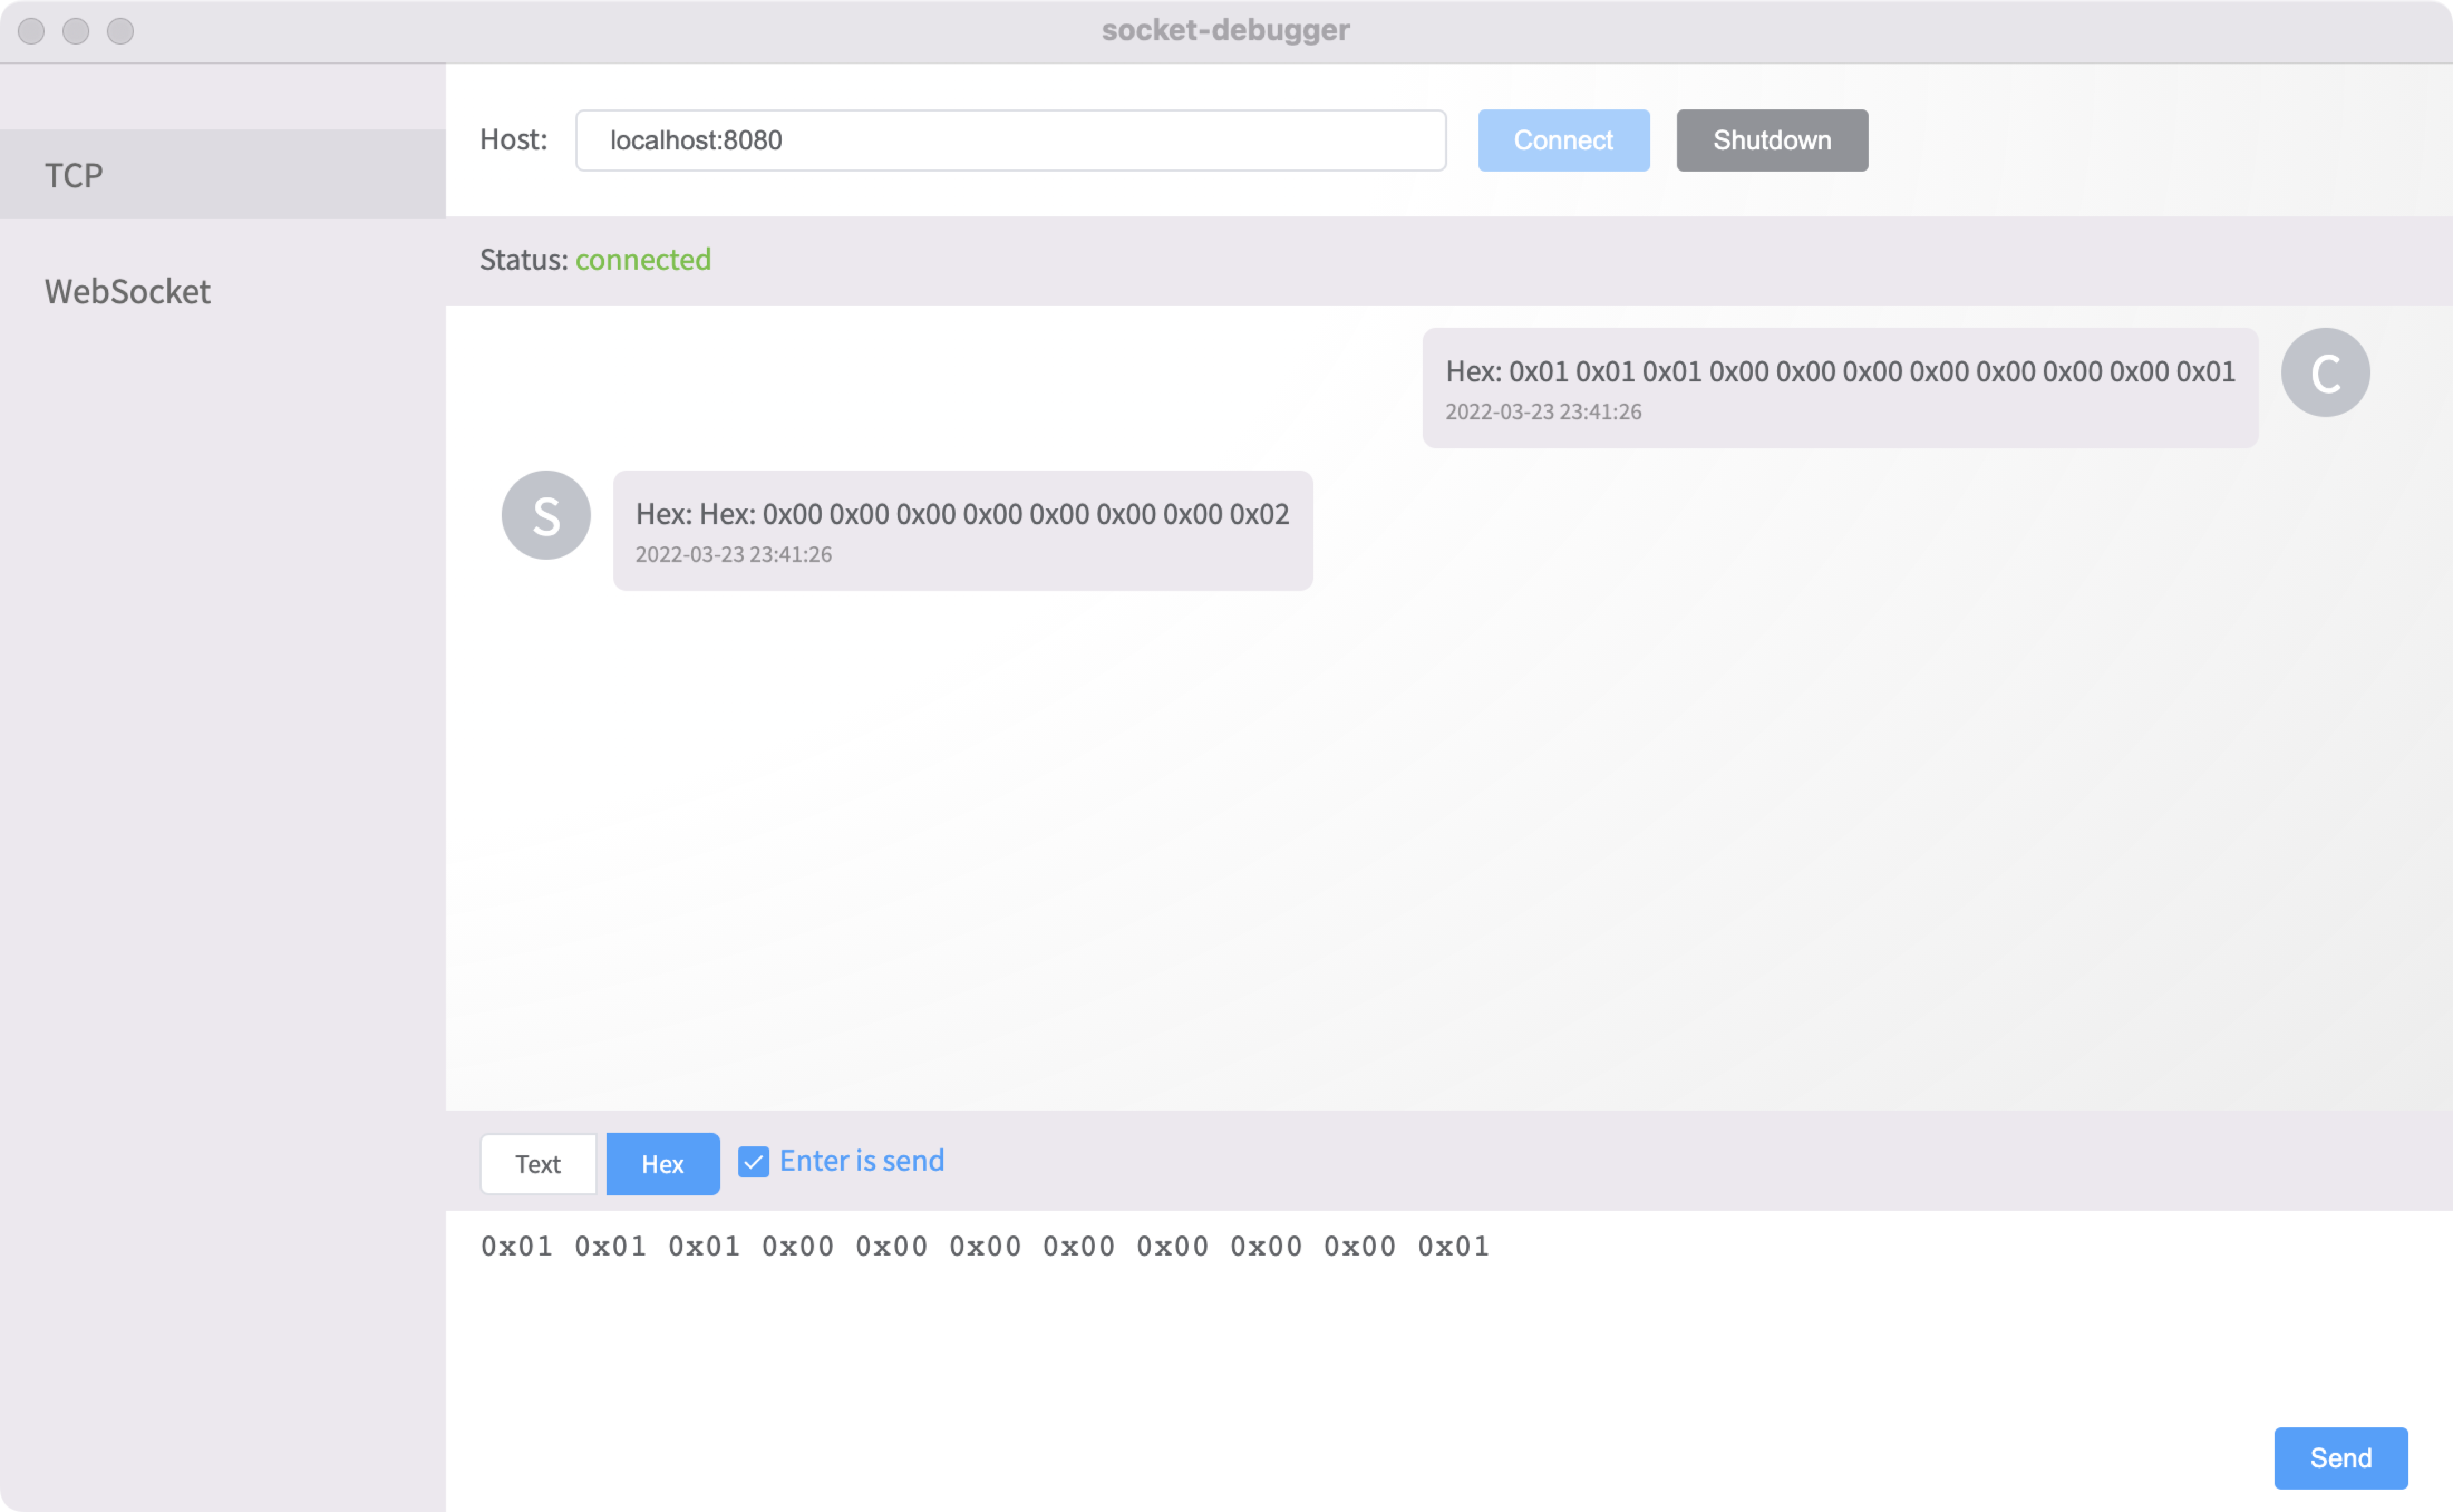 socket-debugger
TCP
WebSocket
Host: localhost:8080 Connect Shutdown
Status: connected
Hex: 0x01 0x01 0x01 0x00 0x00 0x00 0x00 0x00 0x00 0x00 0x01
2022-03-23 23:41:26
C
S
Hex: Hex: 0x00 0x00 0x00 0x00 0x00 0x00 0x00 0x02
2022-03-23 23:41:26
Text Hex Enter is send
0x01 0x01 0x01 0x00 0x00 0x00 0x00 0x00 0x00 0x00 0x01
Send